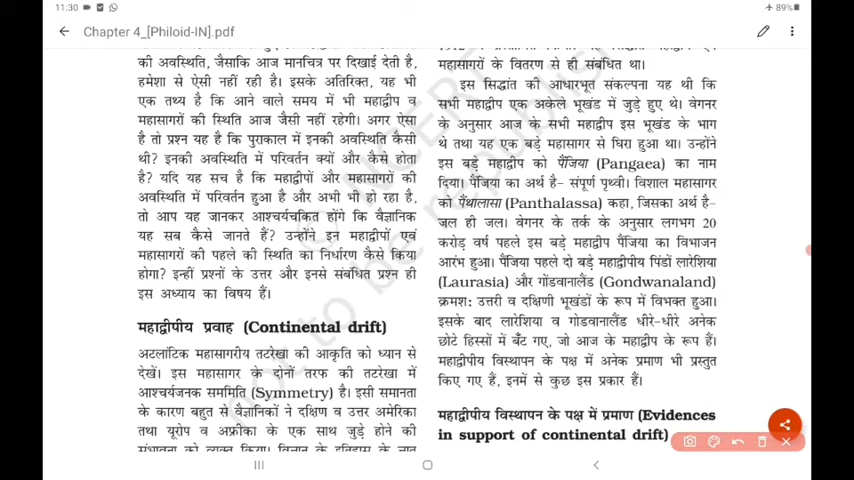 11:30
89%
Chapter 4_[Philoid-IN].pdf
की अवस्थिति, जैसाकि आज मानचित्र पर दिखाई देती है,
हमेशा से ऐसी नहीं रही है। इसके अतिरिक्त, यह भी
एक तथ्य है कि आने वाले समय में भी महाद्वीप व
महासागरों की स्थिति आज जैसी नहीं रहेगी। अगर ऐसा
है तो प्रश्न यह है कि पुराकाल में इनकी अवस्थिति कैसी
थी? इनकी अवस्थिति में परिवर्तन क्यों और कैसे होता
है? यदि यह सच है कि महाद्वीपों और महासागरों की
अवस्थिति में परिवर्तन हुआ है और अभी भी हो रहा है,
तो आप यह जानकर आश्चर्यचकित होंगे कि वैज्ञानिक
यह सब कैसे जानते हैं? उन्होंने इन महाद्वीपों एवं
महासागरों की पहले की स्थिति का निर्धारण कैसे किया
होगा? इन्हीं प्रश्नों के उत्तर और इनसे संबंधित प्रश्न ही
इस अध्याय का विषय हैं।
महाद्वीपीय प्रवाह (Continental drift)
अटलांटिक महासागरीय तटरेखा की आकृति को ध्यान से
देखें। इस महासागर के दोनों तरफ की तटरेखा में
आश्चर्यजनक सममिति (Symmetry) है। इसी समानता
के कारण बहुत से वैज्ञानिकों ने दक्षिण व उत्तर अमेरिका
तथा यूरोप व अफ्रीका के एक साथ जुड़े होने की
संभावना को व्यक्त किया। विज्ञान के इतिहास के ज्ञात
महासागरों के वितरण से ही संबंधित था।
इस सिद्धांत की आधारभूत संकल्पना यह थी कि
सभी महाद्वीप एक अकेले भूखंड में जुड़े हुए थे। वेगनर
के अनुसार आज के सभी महाद्वीप इस भूखंड के भाग
थे तथा यह एक बड़े महासागर से घिरा हुआ था। उन्होंने
इस बड़े महाद्वीप को पैंजिया (Pangaea) का नाम
दिया। पैंजिया का अर्थ है- संपूर्ण पृथ्वी। विशाल महासागर
को पैंथालासा (Panthalassa) कहा, जिसका अर्थ है-
जल ही जल। वेगनर के तर्क के अनुसार लगभग 20
करोड़ वर्ष पहले इस बड़े महाद्वीप पैंजिया का विभाजन
आरंभ हुआ। पैंजिया पहले दो बड़े महाद्वीपीय पिंडों लारेशिया
(Laurasia) और गोंडवानालैंड (Gondwanaland)
क्रमशः उत्तरी व दक्षिणी भूखंडों के रूप में विभक्त हुआ।
इसके बाद लारेशिया व गोडवानालैंड धीरे-धीरे अनेक
छोटे हिस्सों में बँट गए, जो आज के महाद्वीप के रूप हैं।
महाद्वीपीय विस्थापन के पक्ष में अनेक प्रमाण भी प्रस्तुत
किए गए हैं, इनमें से कुछ इस प्रकार हैं।
महाद्वीपीय विस्थापन के पक्ष में प्रमाण (Evidences
in support of continental drift)
© NCERT
not to be republished